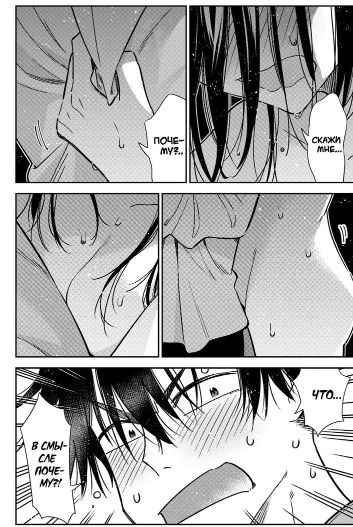 СКАЖИ
МНЕ...
ПОЧЕ-
МУ?..
ЧТО...
В СМЫ-
СЛЕ
ПОЧЕ-
МУ?!